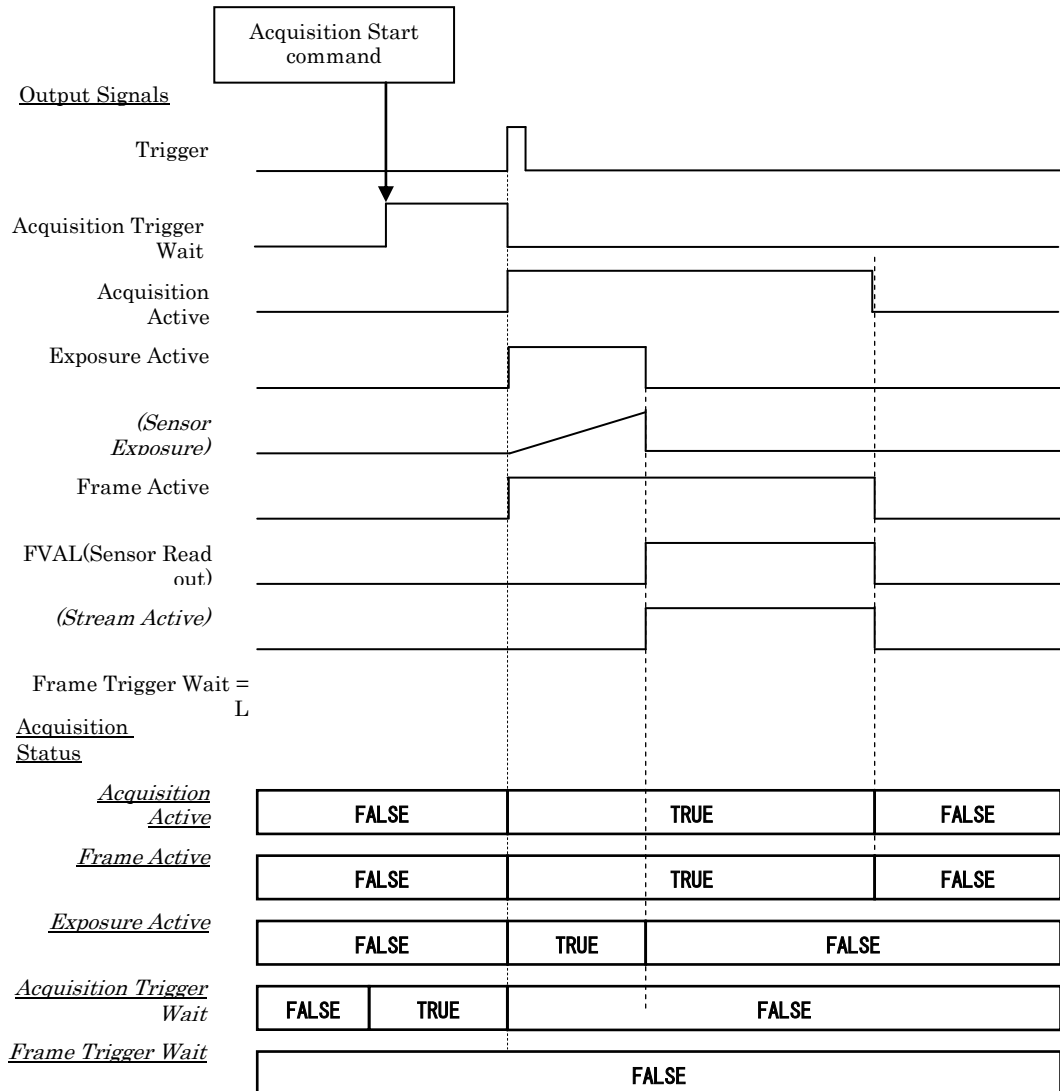 Acquisition Start
command
Output Signals
Trigger
Acquisition Trigger
Wait
Acquisition
Active
Exposure Active
(Sensor
Exposure)
Frame Active
FVAL(Sensor Read
out)
(Stream Active)
Frame Trigger Wait =
L
Acquisition
Status
Acquisition
Active
FALSE TRUE FALSE
Frame Active
FALSE TRUE FALSE
Exposure Active
FALSE TRUE FALSE
Acquisition Trigger
Wait
FALSE TRUE FALSE
Frame Trigger Wait
FALSE